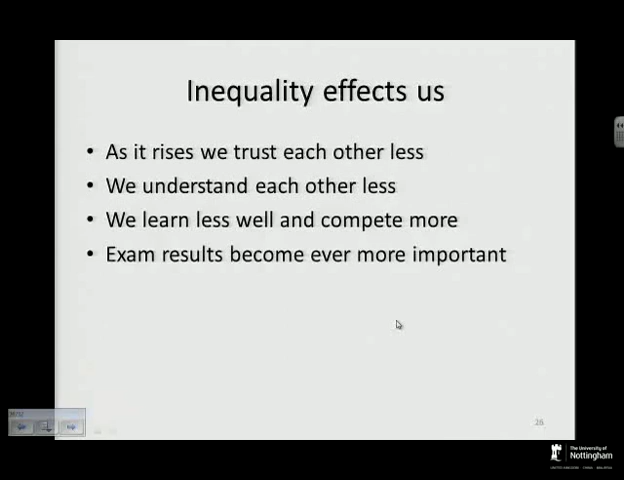 Inequality effects us
• As it rises we trust each other less
• We understand each other less
• We learn less well and compete more
• Exam results become ever more important
26
The University of
Nottingham